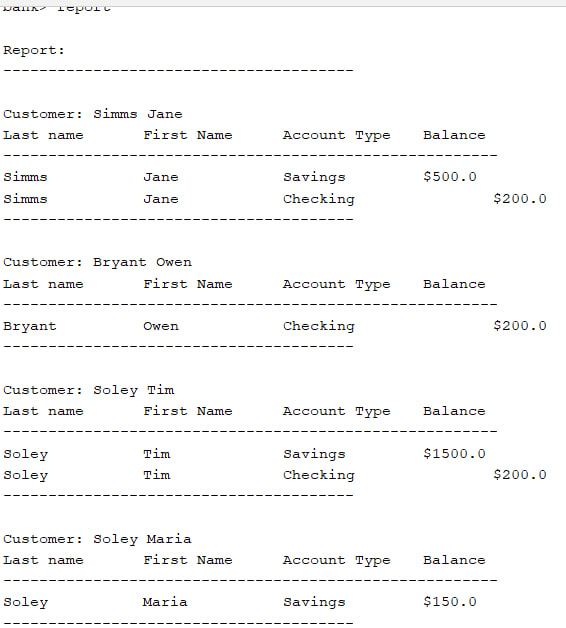 bank> report
Report:
---------------------------------------
Customer: Simms Jane
Last name First Name Account Type Balance
-------------------------------------------------------
Simms Jane Savings $500.0
Simms Jane Checking $200.0
---------------------------------------
Customer: Bryant Owen
Last name First Name Account Type Balance
-------------------------------------------------------
Bryant Owen Checking $200.0
---------------------------------------
Customer: Soley Tim
Last name First Name Account Type Balance
-------------------------------------------------------
Soley Tim Savings $1500.0
Soley Tim Checking $200.0
---------------------------------------
Customer: Soley Maria
Last name First Name Account Type Balance
-------------------------------------------------------
Soley Maria Savings $150.0
---------------------------------------